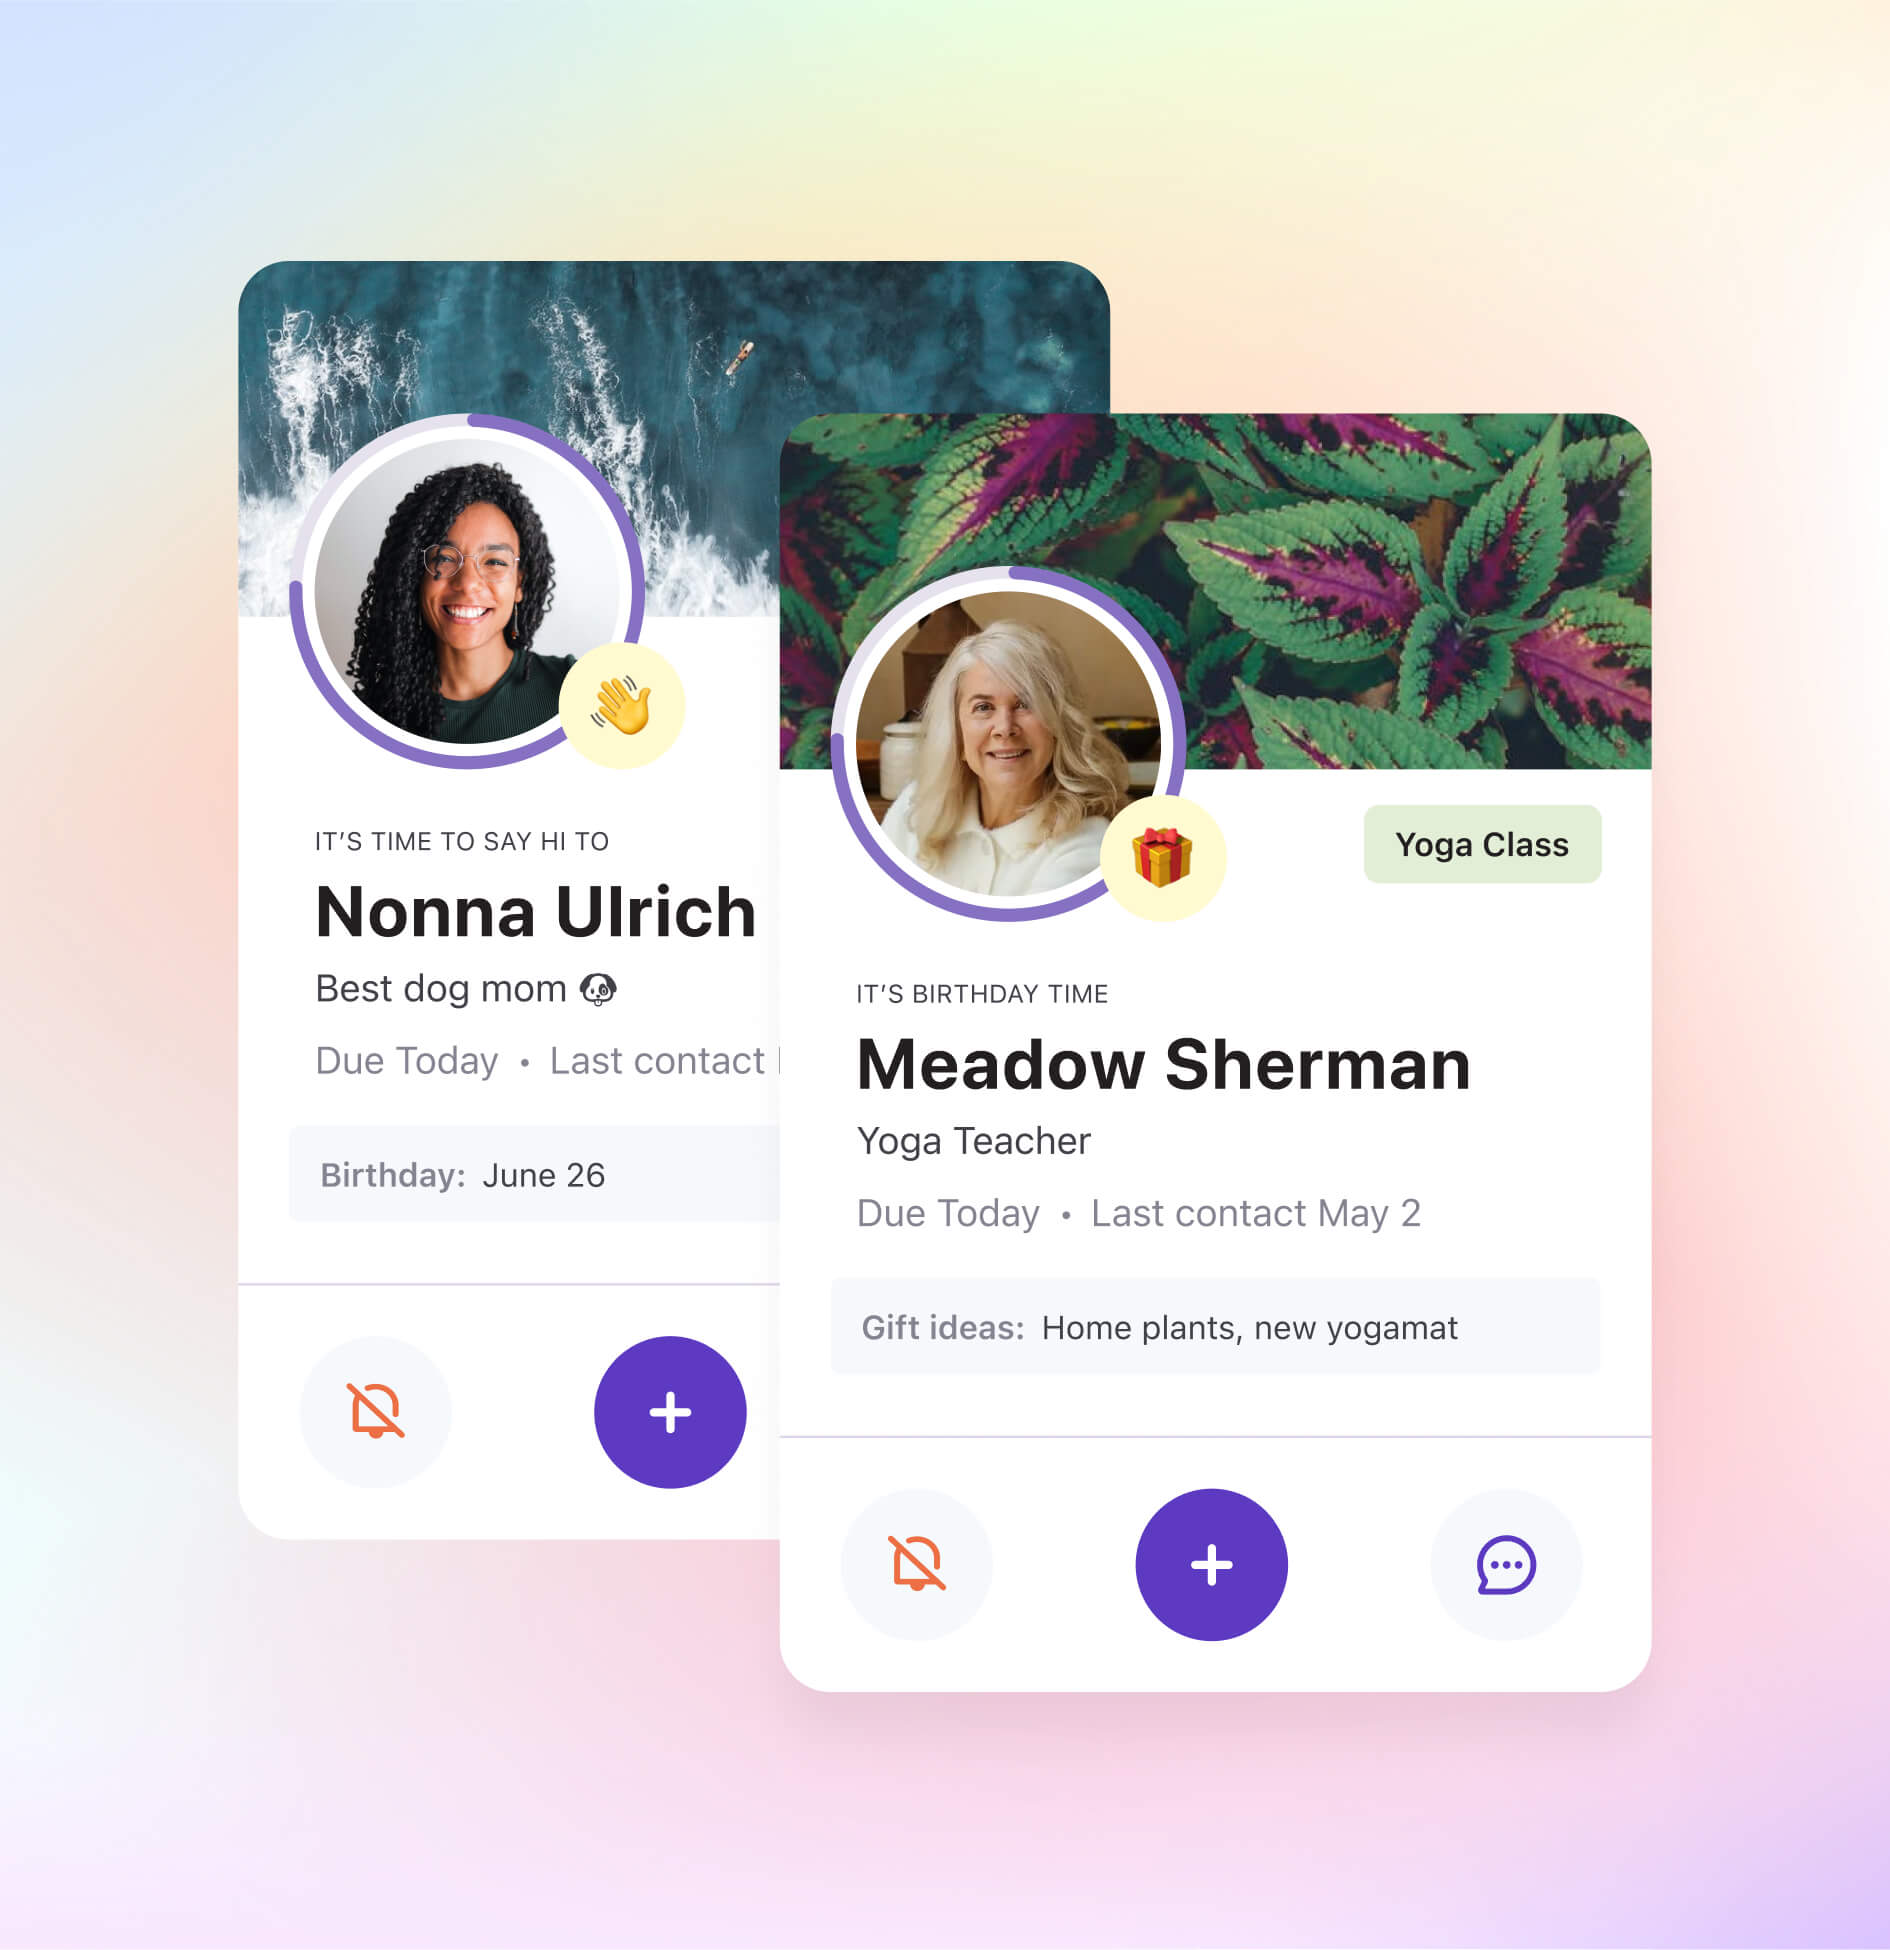 IT’S TIME TO SAY HI TO
Nonna Ulrich
Best dog mom
Due Today • Last contact
Birthday: June 26
Yoga Class
IT’S BIRTHDAY TIME
Meadow Sherman
Yoga Teacher
Due Today • Last contact May 2
Gift ideas: Home plants, new yogamat